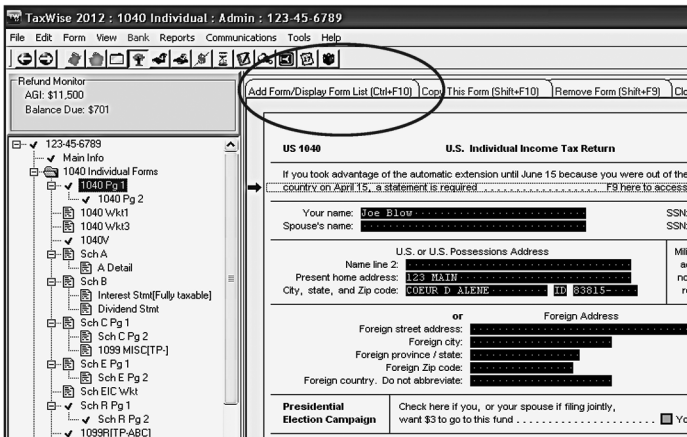 TaxWise 2012 : 1040 Individual : Admin : 123-45-6789
File Edit Form View Bank Reports Communications Tools Help
Refund Monitor
AGI: $11,500
Balance Due: $701
Add Form/Display Form List (Ctrl+F10) Copy This Form (Shift+F10) Remove Form (Shift+F9) Clo
123-45-6789
Main Info
1040 Individual Forms
1040 Pg 1
1040 Pg 2
1040 Wkt1
1040 Wkt3
1040V
Sch A
A Detail
Sch B
Interest Stmt[Fully taxable]
Dividend Stmt
Sch C Pg 1
Sch C Pg 2
1099 MISC[TP-]
Sch E Pg 1
Sch E Pg 2
Sch EIC Wkt
Sch R Pg 1
Sch R Pg 2
1099R[TP-ABC]
US 1040 U.S. Individual Income Tax Return
If you took advantage of the automatic extension until June 15 because you were out of the
country on April 15, a statement is required . . . . . . . . . . . . . . . . . . . F9 here to access
Your name: Joe Blow SSN:
Spouse's name: SSN:
U.S. or U.S. Possessions Address Mili
Name line 2: a
Present home address: 123 MAIN no
City, state, and Zip code: COEUR D ALENE ID 83815- r
or Foreign Address
Foreign street address:
Foreign city:
Foreign province / state:
Foreign Zip code:
Foreign country. Do not abbreviate:
Presidential Check here if you, or your spouse if filing jointly,
Election Campaign want $3 to go to this fund . . . . . . . . . . . . . . . . . . . Yo